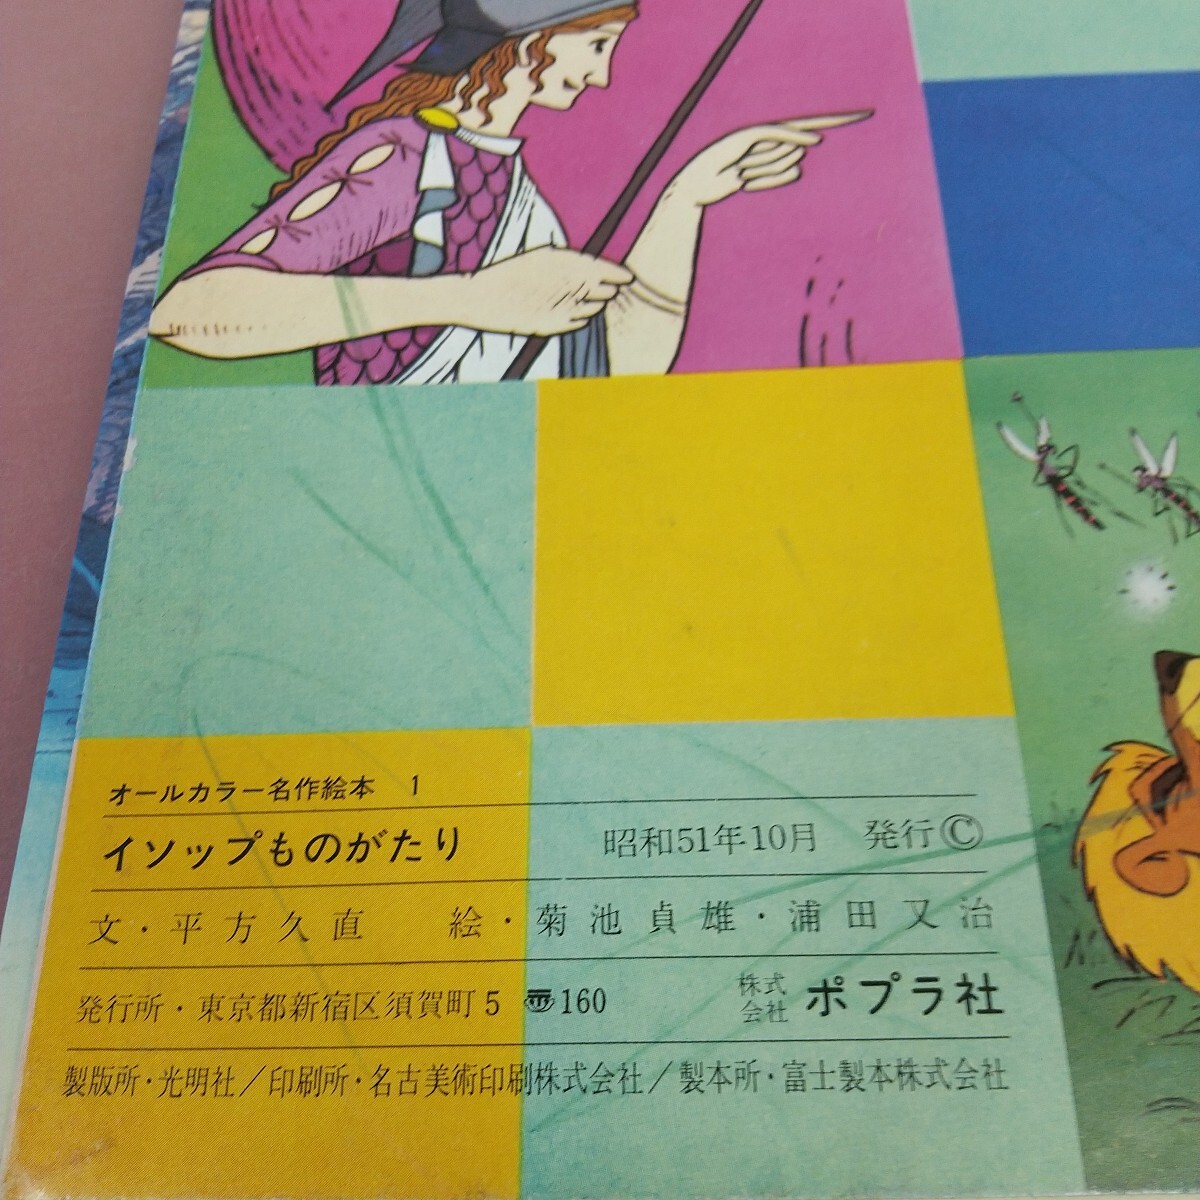 オールカラー名作絵本 1
イソップものがたり 昭和51年10月 発行Ⓒ
文・平方久直 絵・菊池貞雄・浦田又治
発行所・東京都新宿区須賀町5 〠160 株式会社 ポプラ社
製版所・光明社/印刷所・名古美術印刷株式会社/製本所・富士製本株式会社